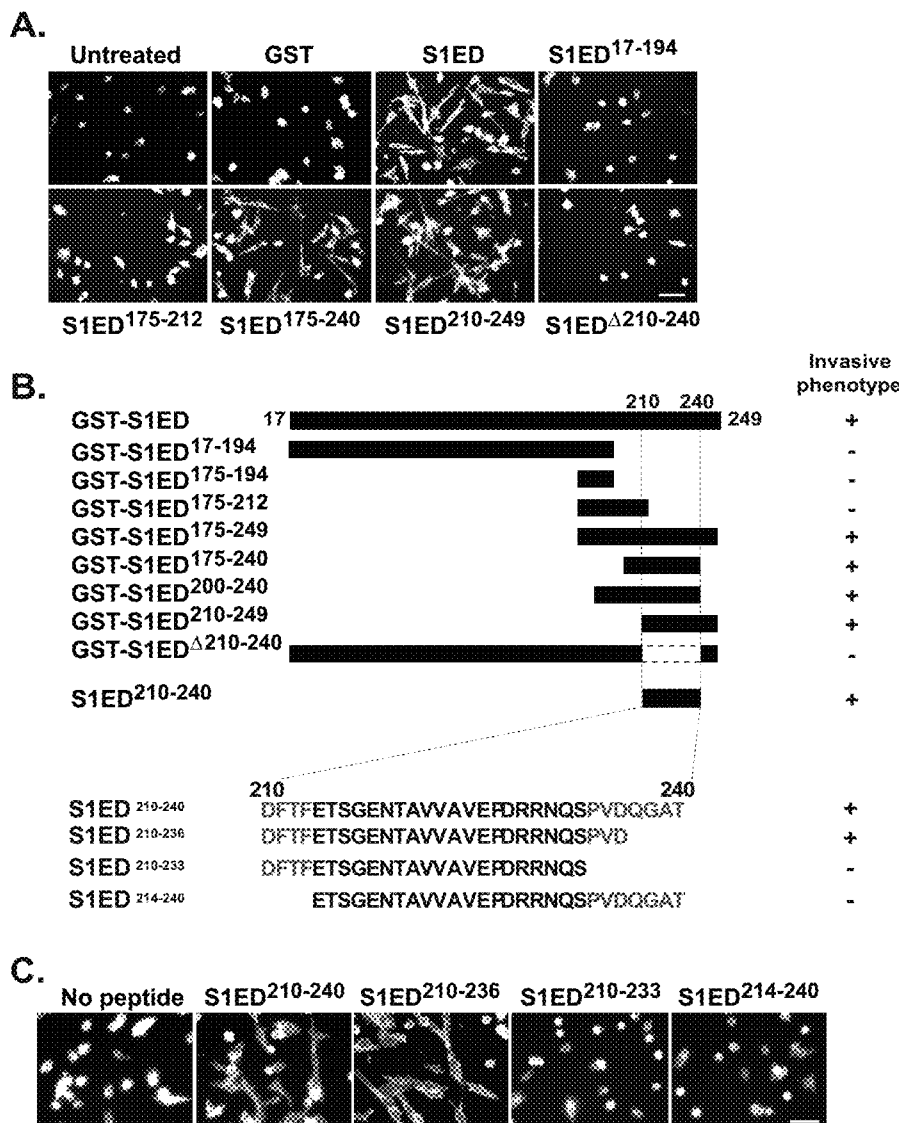 A.
Untreated GST S1ED S1ED17-194
S1ED175-212 S1ED175-240 S1ED210-249 S1EDΔ210-240
Invasive
phenotype
B.
210 240
GST-S1ED 17 249 +
GST-S1ED17-194 -
GST-S1ED175-194 -
GST-S1ED175-212 -
GST-S1ED175-249 +
GST-S1ED175-240 +
GST-S1ED200-240 +
GST-S1ED210-249 +
GST-S1EDΔ210-240 -
S1ED210-240 +
210 240
S1ED 210-240 DFTFETSGENTAVVAVEPDRRNQSPVDQGAT +
S1ED 210-236 DFTFETSGENTAVVAVEPDRRNQSPVD +
S1ED 210-233 DFTFETSGENTAVVAVEPDRRNQS -
S1ED 214-240 ETSGENTAVVAVEPDRRNQSPVDQGAT -
C.
No peptide S1ED210-240 S1ED210-236 S1ED210-233 S1ED214-240